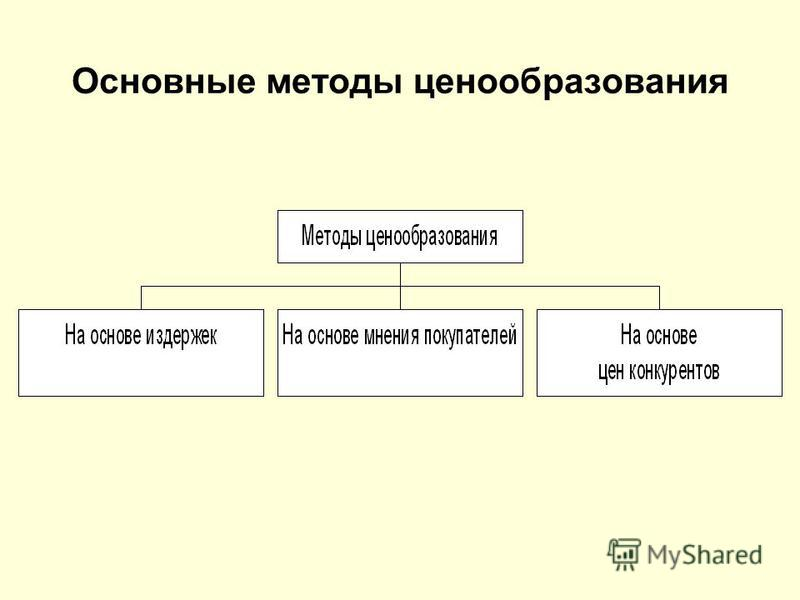 Основные методы ценообразования
Методы ценообразования
На основе издержек
На основе мнения покупателей
На основе
цен конкурентов
MyShared